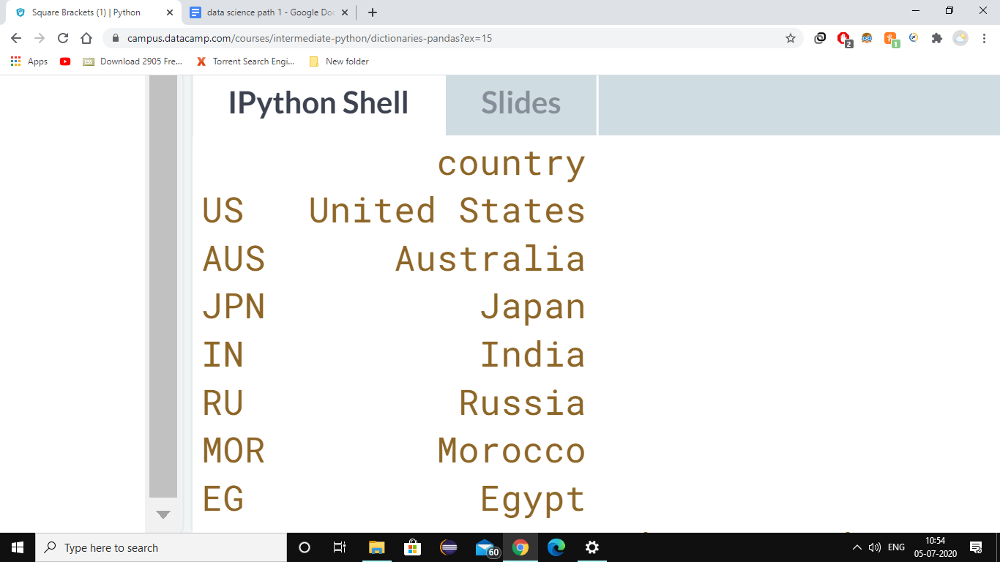 Square Brackets (1) | Python
data science path 1 - Google Doc
campus.datacamp.com/courses/intermediate-python/dictionaries-pandas?ex=15
2
1
Apps
css
Download 2905 Fre...
Torrent Search Engi...
New folder
IPython Shell
Slides
country
US United States
AUS Australia
JPN Japan
IN India
RU Russia
MOR Morocco
EG Egypt
Type here to search
60
ENG
10:54
05-07-2020